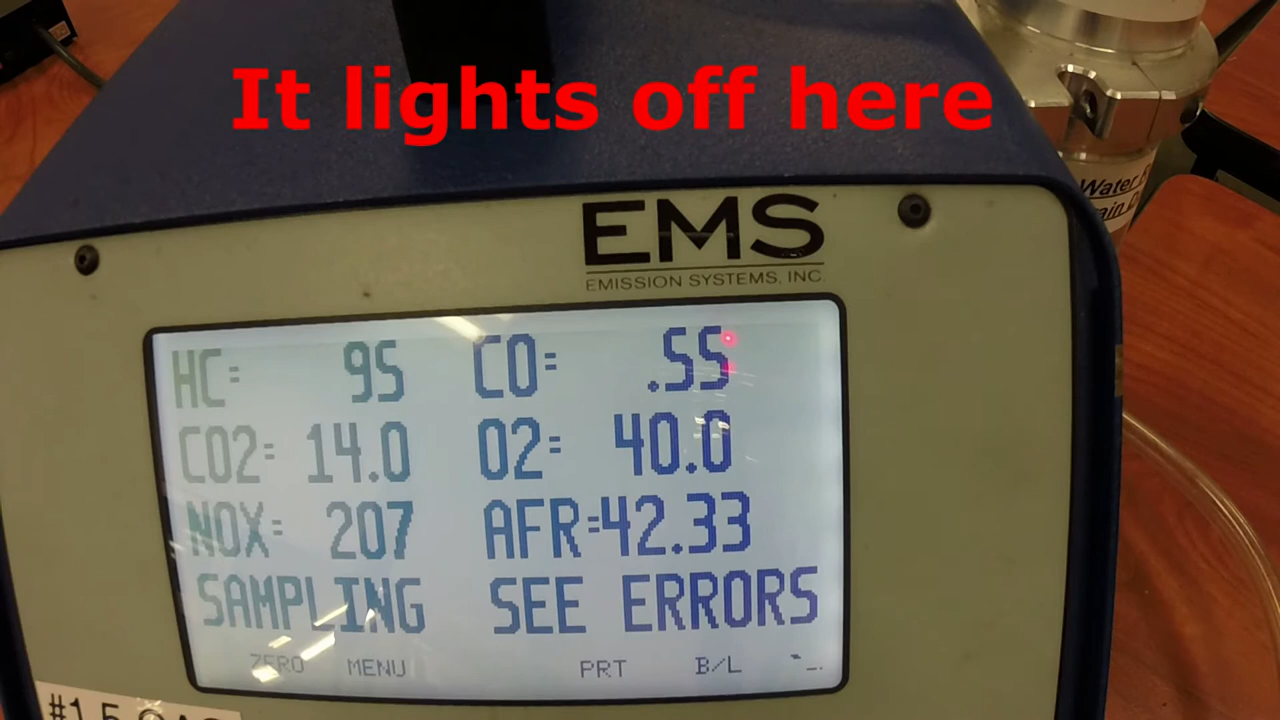 It lights off here
EMS
EMISSION SYSTEMS, INC.
HC= 95 CO= .55
CO2= 14.0 O2= 40.0
NOX= 207 AFR=42.33
SAMPLING SEE ERRORS
ZERO MENU PRT B/L
Water